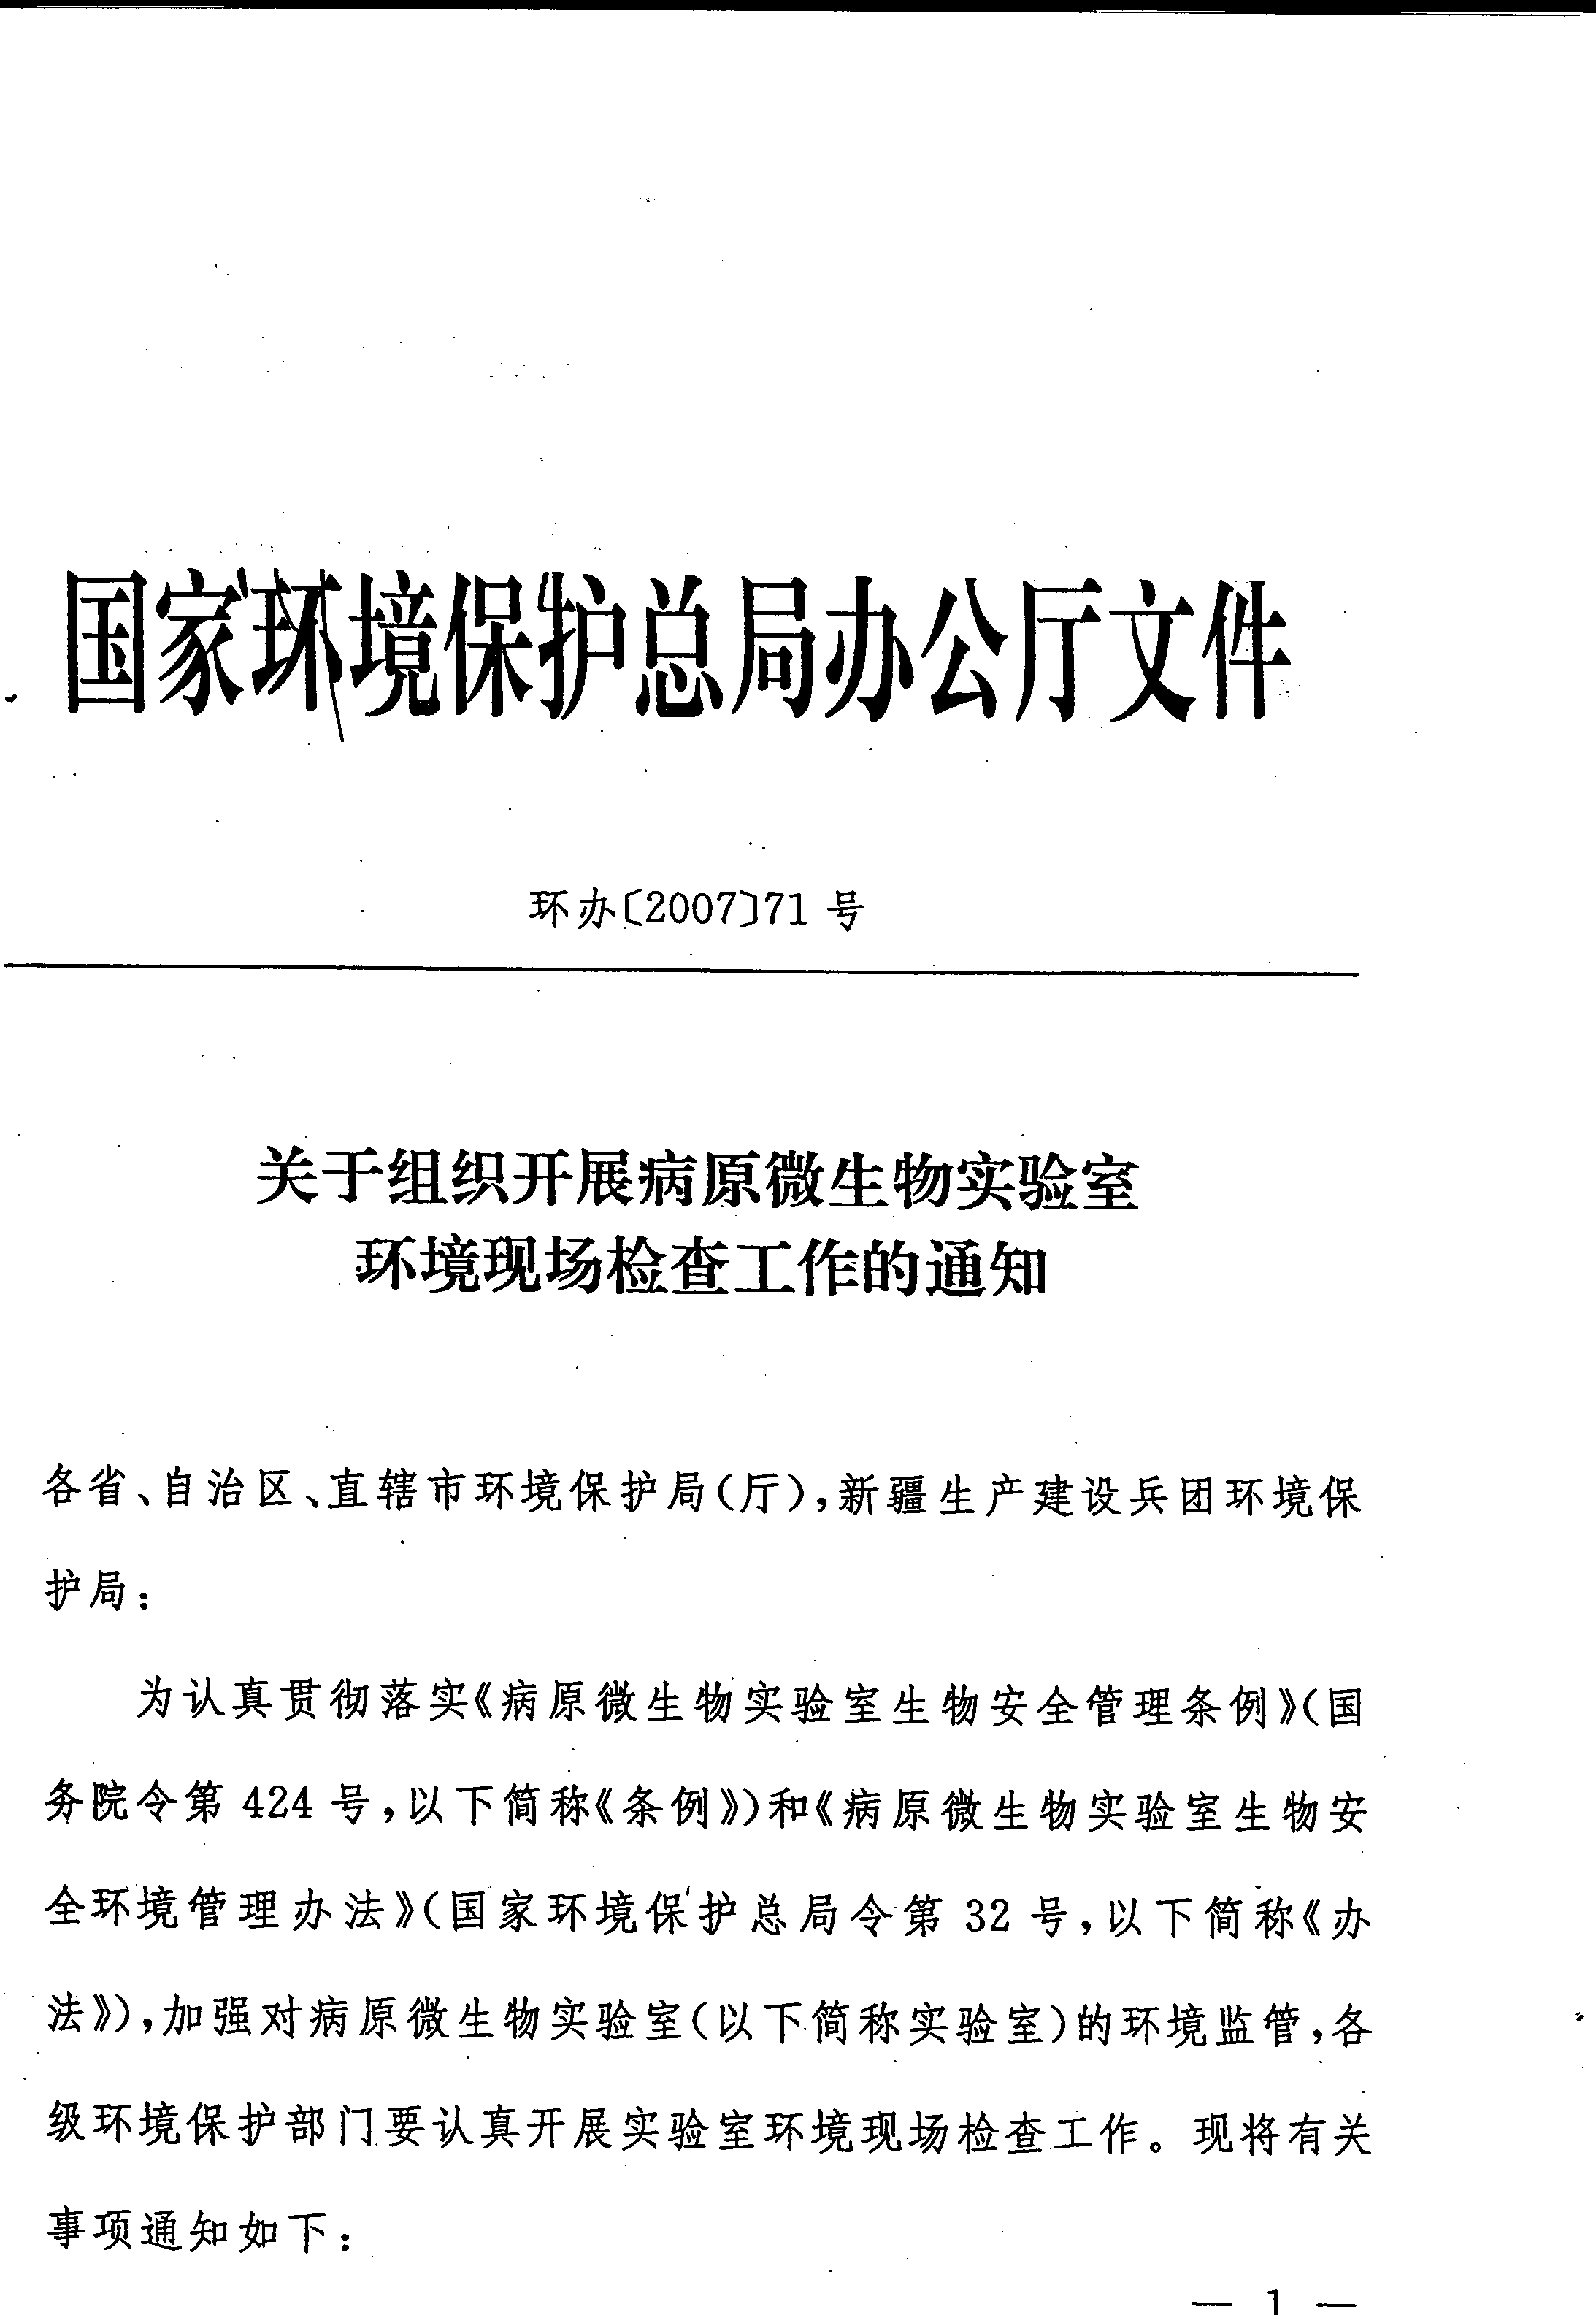 国家环境保护总局办公厅文件
环办〔2007〕71 号
关于组织开展病原微生物实验室
环境现场检查工作的通知
各省、自治区、直辖市环境保护局(厅),新疆生产建设兵团环境保
护局:
为认真贯彻落实《病原微生物实验室生物安全管理条例》(国
务院令第 424 号,以下简称《条例》)和《病原微生物实验室生物安
全环境管理办法》(国家环境保护总局令第 32 号,以下简称《办
法》),加强对病原微生物实验室(以下简称实验室)的环境监管,各
级环境保护部门要认真开展实验室环境现场检查工作。现将有关
事项通知如下:
— 1 —